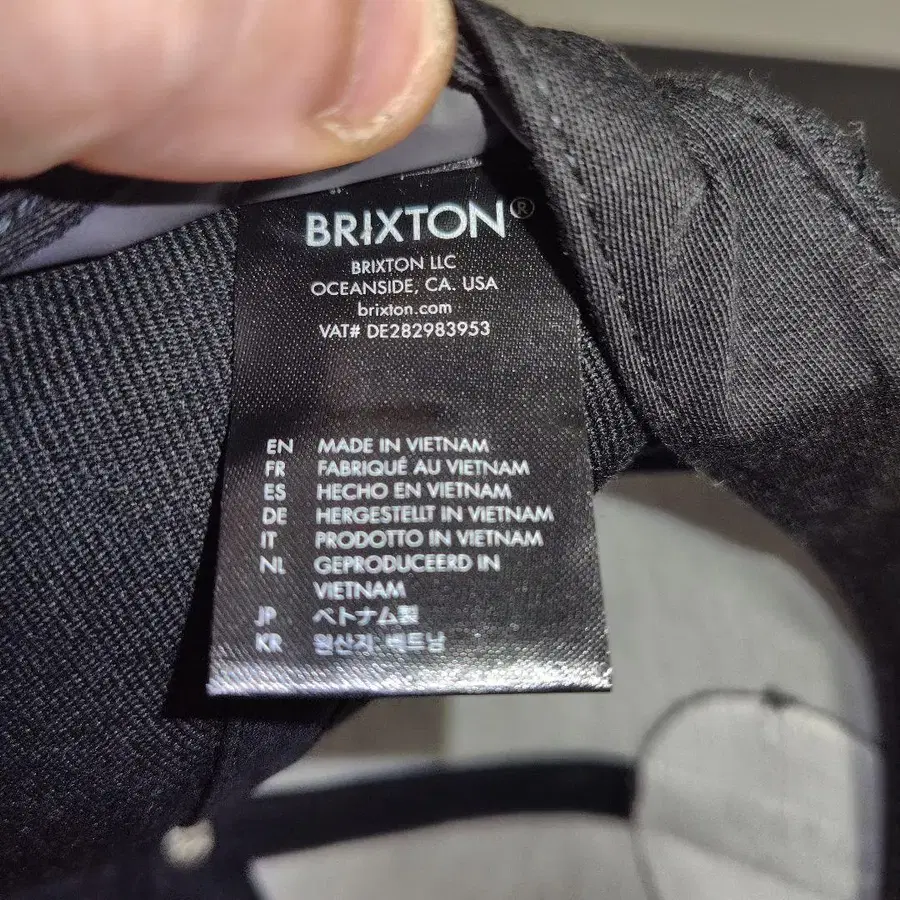 BRIXTON®
BRIXTON LLC
OCEANSIDE, CA. USA
brixton.com
VAT# DE282983953
EN MADE IN VIETNAM
FR FABRIQUÉ AU VIETNAM
ES HECHO EN VIETNAM
DE HERGESTELLT IN VIETNAM
IT PRODOTTO IN VIETNAM
NL GEPRODUCEERD IN
VIETNAM
JP ベトナム製
KR 원산지: 베트남